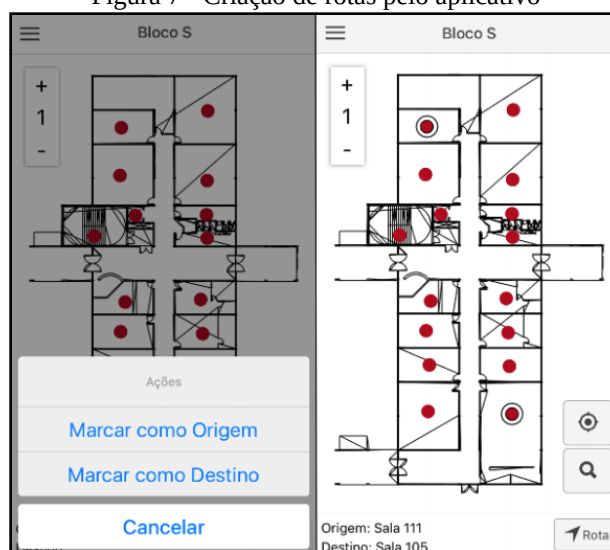 Figura 7 - Criação de rotas pelo aplicativo
Bloco S
+
1
-
Ações
Marcar como Origem
Marcar como Destino
Cancelar
Bloco S
+
1
-
Origem: Sala 111
Destino: Sala 105
Rota